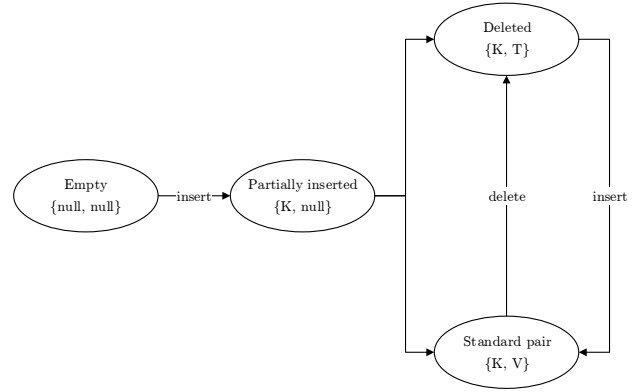 Deleted
{K, T}
Empty
{null, null}
insert
Partially inserted
{K, null}
delete
insert
Standard pair
{K, V}